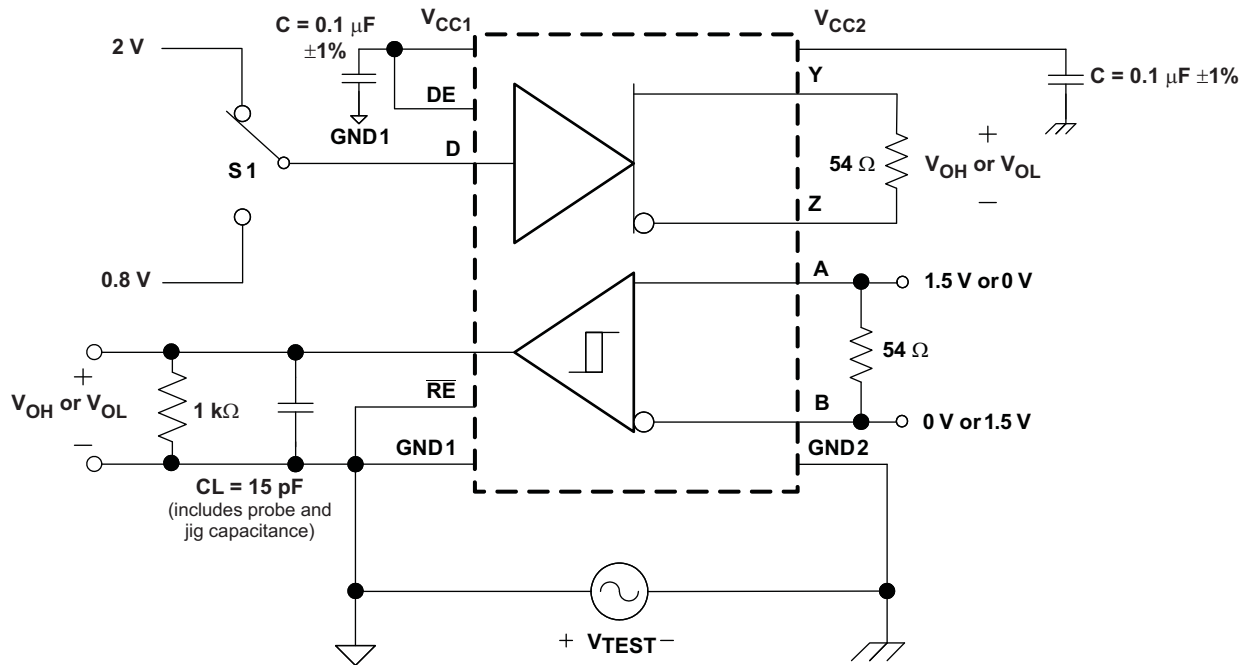 C = 0.1 μF
±1%
VCC1
VCC2
2 V
DE
GND1
Y
C = 0.1 μF ±1%
D
S1
54 Ω
+
VOH or VOL
−
Z
0.8 V
A
1.5 V or 0 V
54 Ω
+
VOH or VOL
−
1 kΩ
RE
B
0 V or 1.5 V
GND1
GND2
CL = 15 pF
(includes probe and
jig capacitance)
+ VTEST −